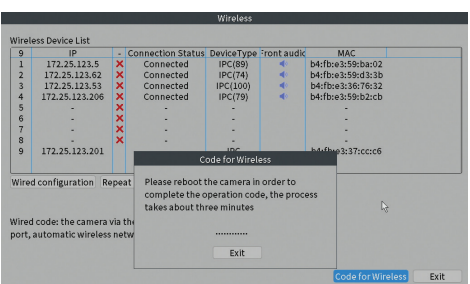 Wireless
Wireless Device List
9 IP - Connection Status DeviceType Front audic MAC
1 172.25.123.5 Connected IPC(89) b4:fb:e3:59:ba:02
2 172.25.123.62 Connected IPC(74) b4:fb:e3:59:d3:3b
3 172.25.123.53 Connected IPC(100) b4:fb:e3:36:76:32
4 172.25.123.206 Connected IPC(79) b4:fb:e3:59:b2:cb
5 - - - -
6 - - - -
7 - - - -
8 - - - -
9 172.25.123.201 IPC b4:fb:e3:37:cc:c6
Code for Wireless
Wired configuration Repeat
Please reboot the camera in order to
complete the operation code, the process
takes about three minutes
Wired code: the camera via the
port, automatic wireless netw
............
Exit
Code for Wireless Exit